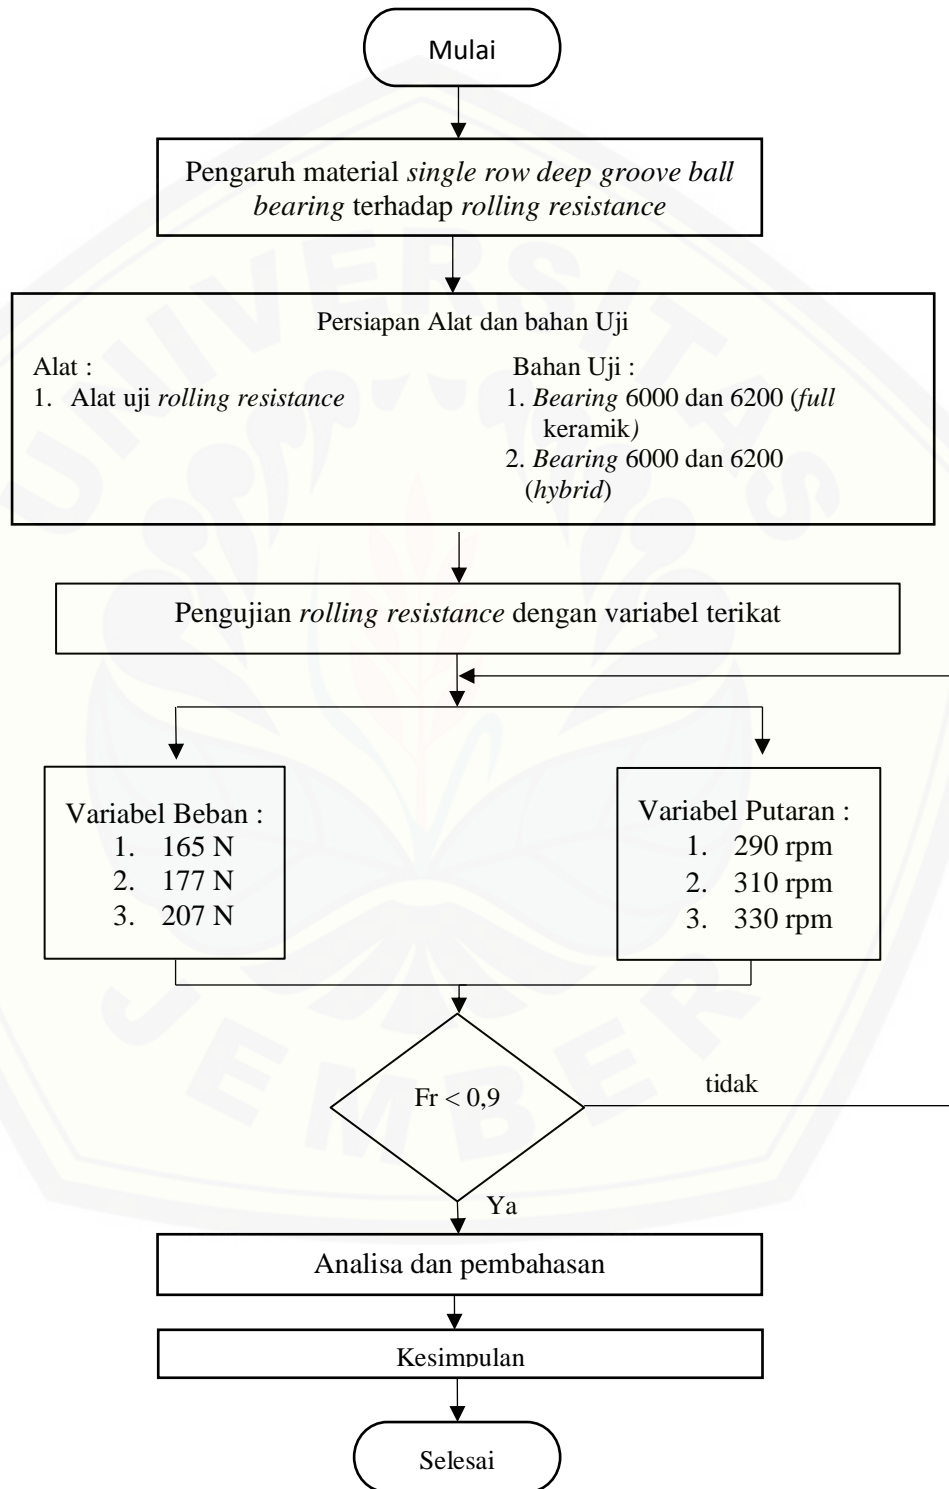 Mulai
Pengaruh material single row deep groove ball
bearing terhadap rolling resistance
Persiapan Alat dan bahan Uji
Alat :
1. Alat uji rolling resistance
Bahan Uji :
1. Bearing 6000 dan 6200 (full
keramik)
2. Bearing 6000 dan 6200
(hybrid)
Pengujian rolling resistance dengan variabel terikat
Variabel Beban :
1. 165 N
2. 177 N
3. 207 N
Variabel Putaran :
1. 290 rpm
2. 310 rpm
3. 330 rpm
Fr < 0,9
tidak
Ya
Analisa dan pembahasan
Kesimpulan
Selesai
UNIVERSITAS
JEMBER